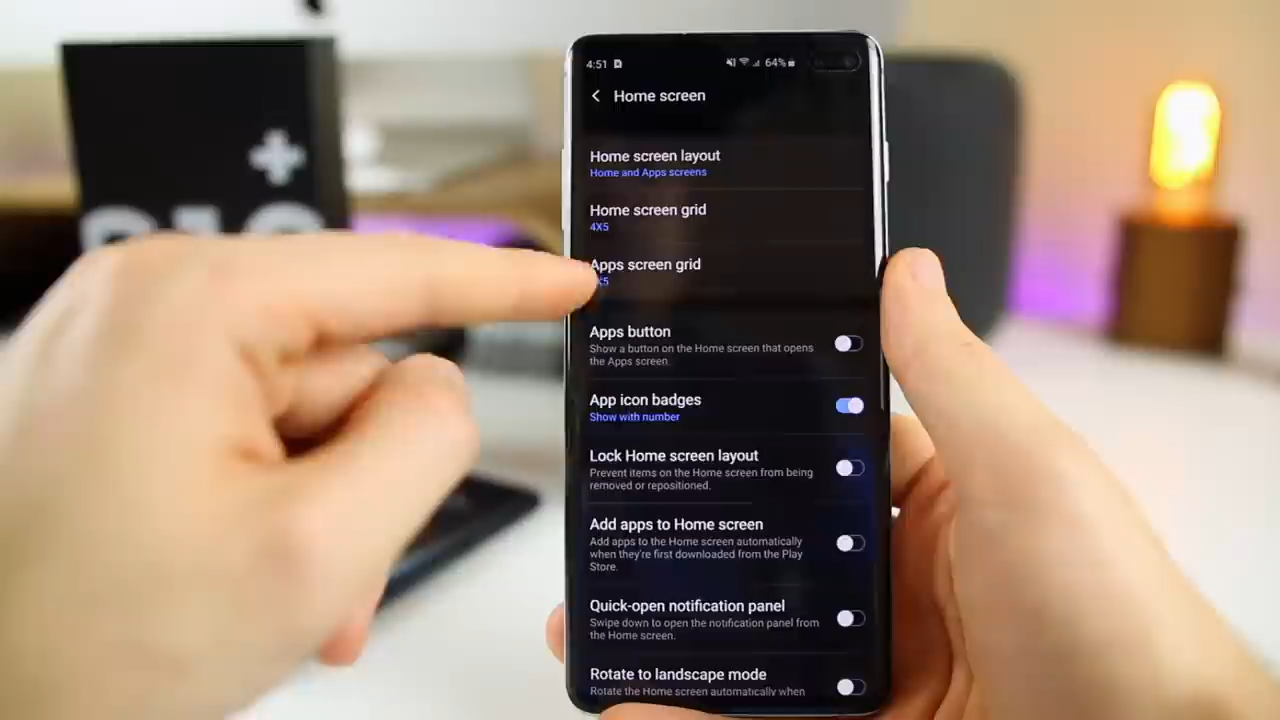 4:51
64%
Home screen
Home screen layout
Home and Apps screens
Home screen grid
4X5
Apps screen grid
X5
Apps button
Show a button on the Home screen that opens
the Apps screen.
App icon badges
Show with number
Lock Home screen layout
Prevent items on the Home screen from being
removed or repositioned.
Add apps to Home screen
Add apps to the Home screen automatically
when they're first downloaded from the Play
Store.
Quick-open notification panel
Swipe down to open the notification panel from
the Home screen.
Rotate to landscape mode
Rotate the Home screen automatically when